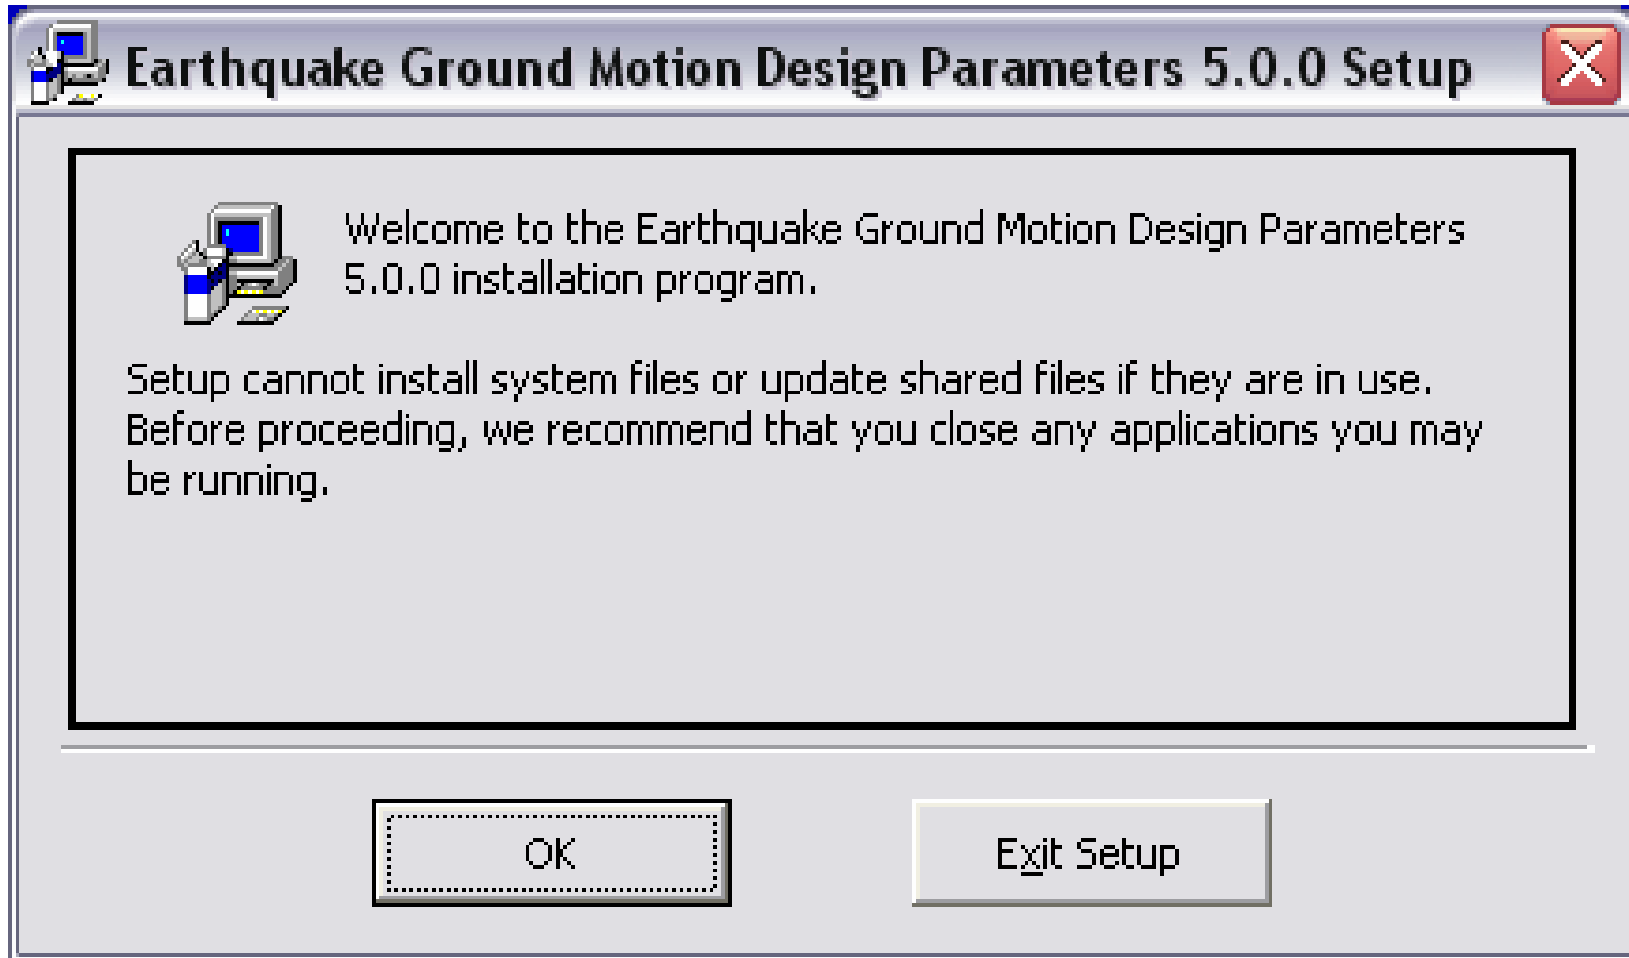 Earthquake Ground Motion Design Parameters 5.0.0 Setup
Welcome to the Earthquake Ground Motion Design Parameters
5.0.0 installation program.
Setup cannot install system files or update shared files if they are in use.
Before proceeding, we recommend that you close any applications you may
be running.
OK
Exit Setup